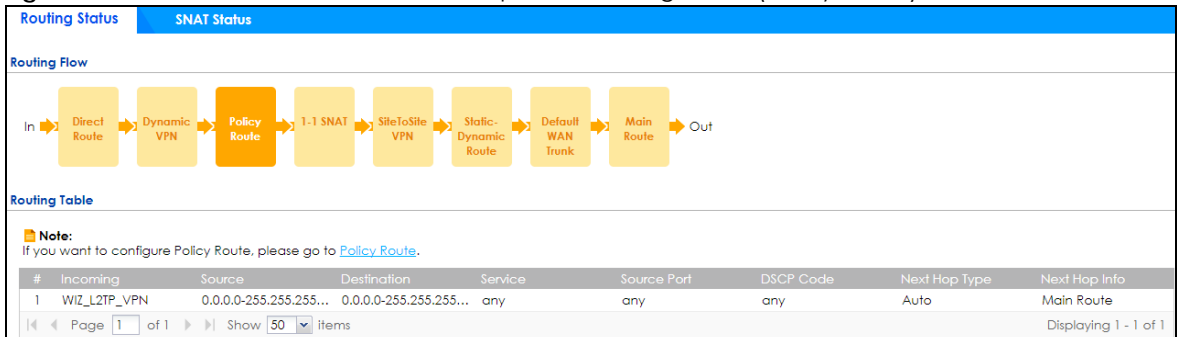 Routing Status SNAT Status
Routing Flow
In Direct Route Dynamic VPN Policy Route 1-1 SNAT SiteToSite VPN Static-Dynamic Route Default WAN Trunk Main Route Out
Routing Table
Note:
If you want to configure Policy Route, please go to Policy Route.
# Incoming Source Destination Service Source Port DSCP Code Next Hop Type Next Hop Info
1 WIZ_L2TP_VPN 0.0.0.0-255.255.255... 0.0.0.0-255.255.255... any any any Auto Main Route
Page 1 of 1 Show 50 items Displaying 1 - 1 of 1